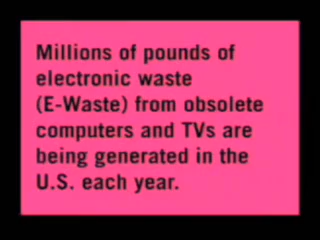 Millions of pounds of
electronic waste
(E-Waste) from obsolete
computers and TVs are
being generated in the
U.S. each year.